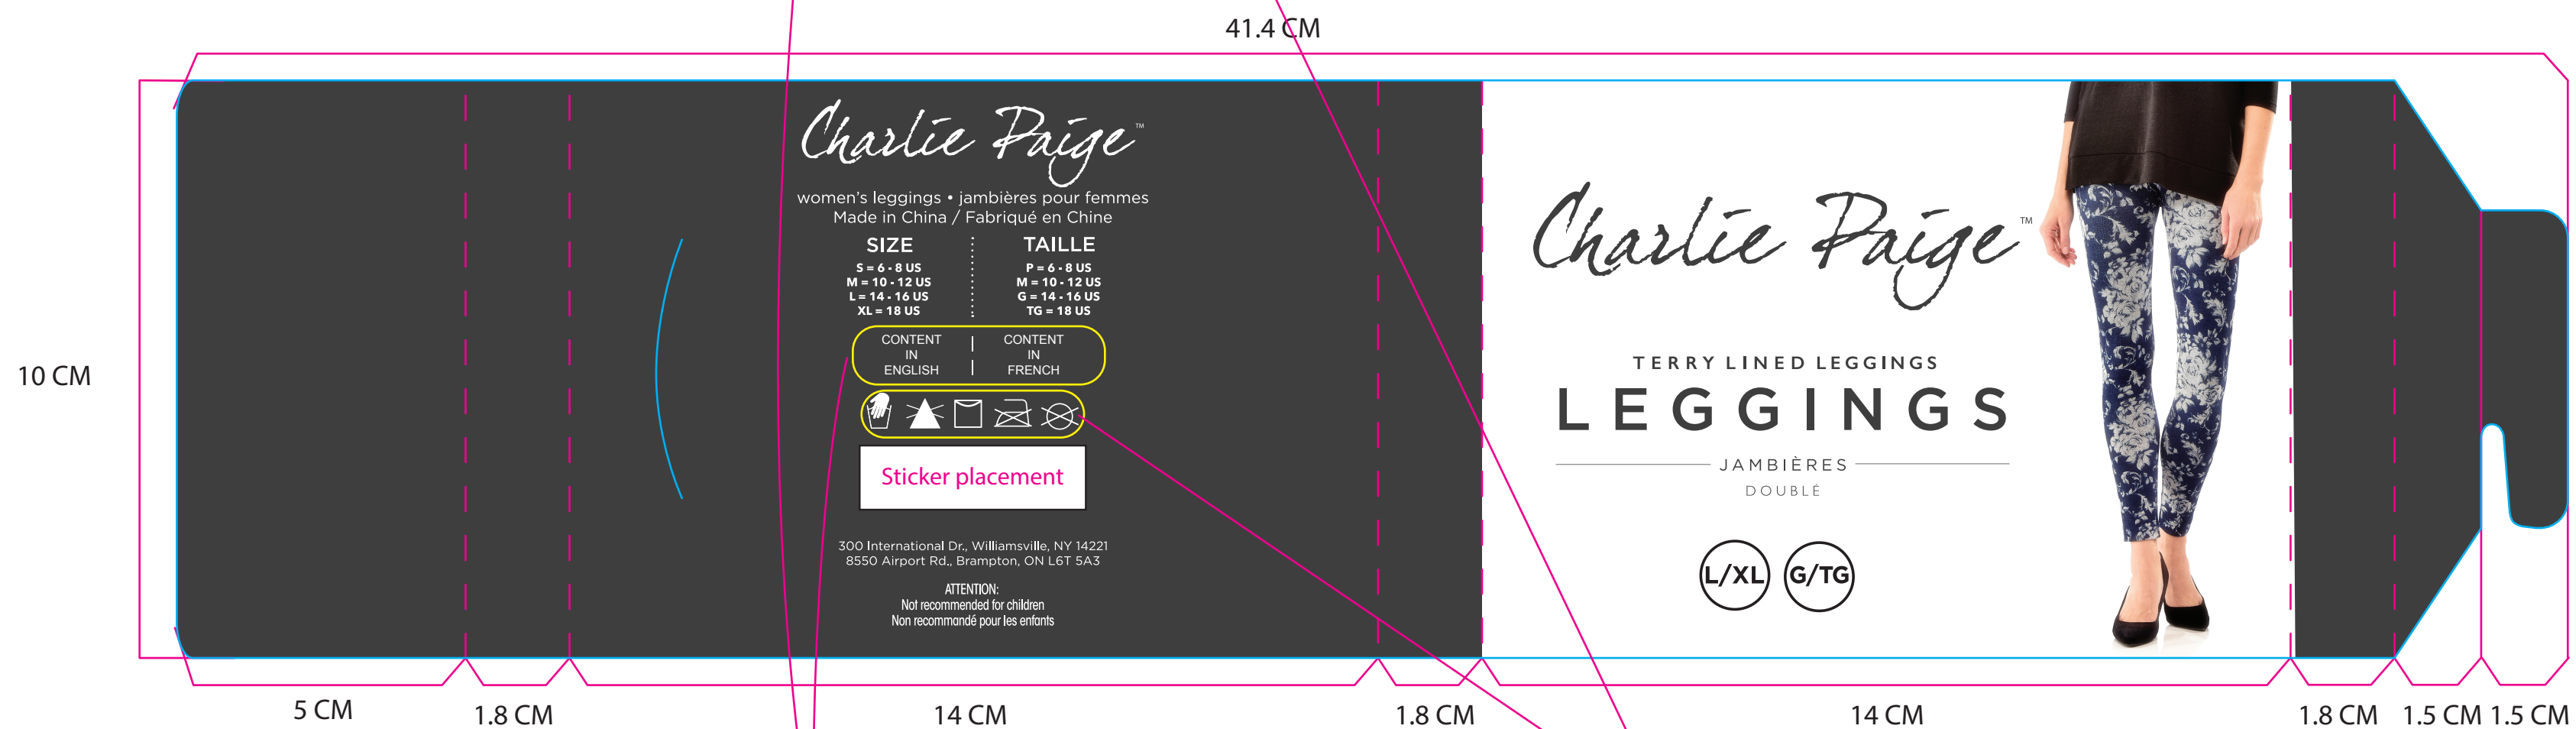 41.4 CM
10 CM
Charlie Paige™
women's leggings • jambières pour femmes
Made in China / Fabriqué en Chine
SIZE
S = 6 - 8 US
M = 10 - 12 US
L = 14 - 16 US
XL = 18 US
TAILLE
P = 6 - 8 US
M = 10 - 12 US
G = 14 - 16 US
TG = 18 US
CONTENT
IN
ENGLISH
CONTENT
IN
FRENCH
Sticker placement
300 International Dr., Williamsville, NY 14221
8550 Airport Rd., Brampton, ON L6T 5A3
ATTENTION:
Not recommended for children
Non recommandé pour les enfants
Charlie Paige™
TERRY LINED LEGGINGS
LEGGINGS
JAMBIÈRES
DOUBLÉ
L/XL
G/TG
5 CM
1.8 CM
14 CM
1.8 CM
14 CM
1.8 CM
1.5 CM
1.5 CM